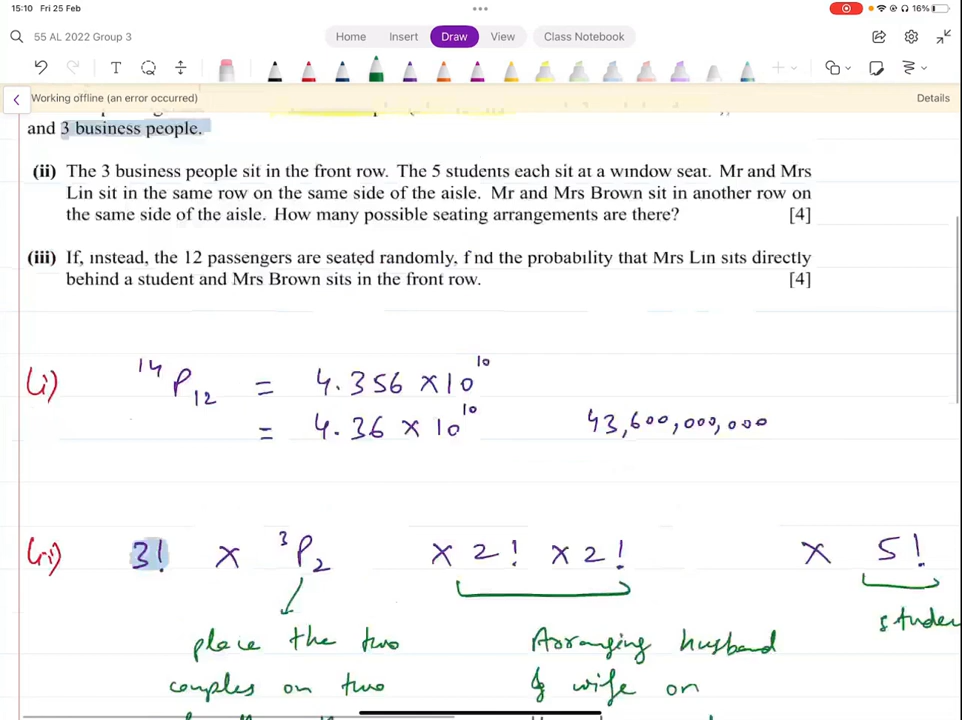 15:10 Fri 25 Feb
16%
55 AL 2022 Group 3
Home Insert Draw View Class Notebook
Working offline (an error occurred) Details
and 3 business people.
(ii) The 3 business people sit in the front row. The 5 students each sit at a window seat. Mr and Mrs
Lin sit in the same row on the same side of the aisle. Mr and Mrs Brown sit in another row on
the same side of the aisle. How many possible seating arrangements are there? [4]
(iii) If, instead, the 12 passengers are seated randomly, f nd the probability that Mrs Lin sits directly
behind a student and Mrs Brown sits in the front row. [4]
(i) ¹⁴P₁₂ = 4.356 × 10¹⁰
= 4.36 × 10¹⁰ 43,600,000,000
(ii) 3! × ³P₂ × 2! × 2! × 5!
studen
place the two Arranging husband
couples on two & wife on